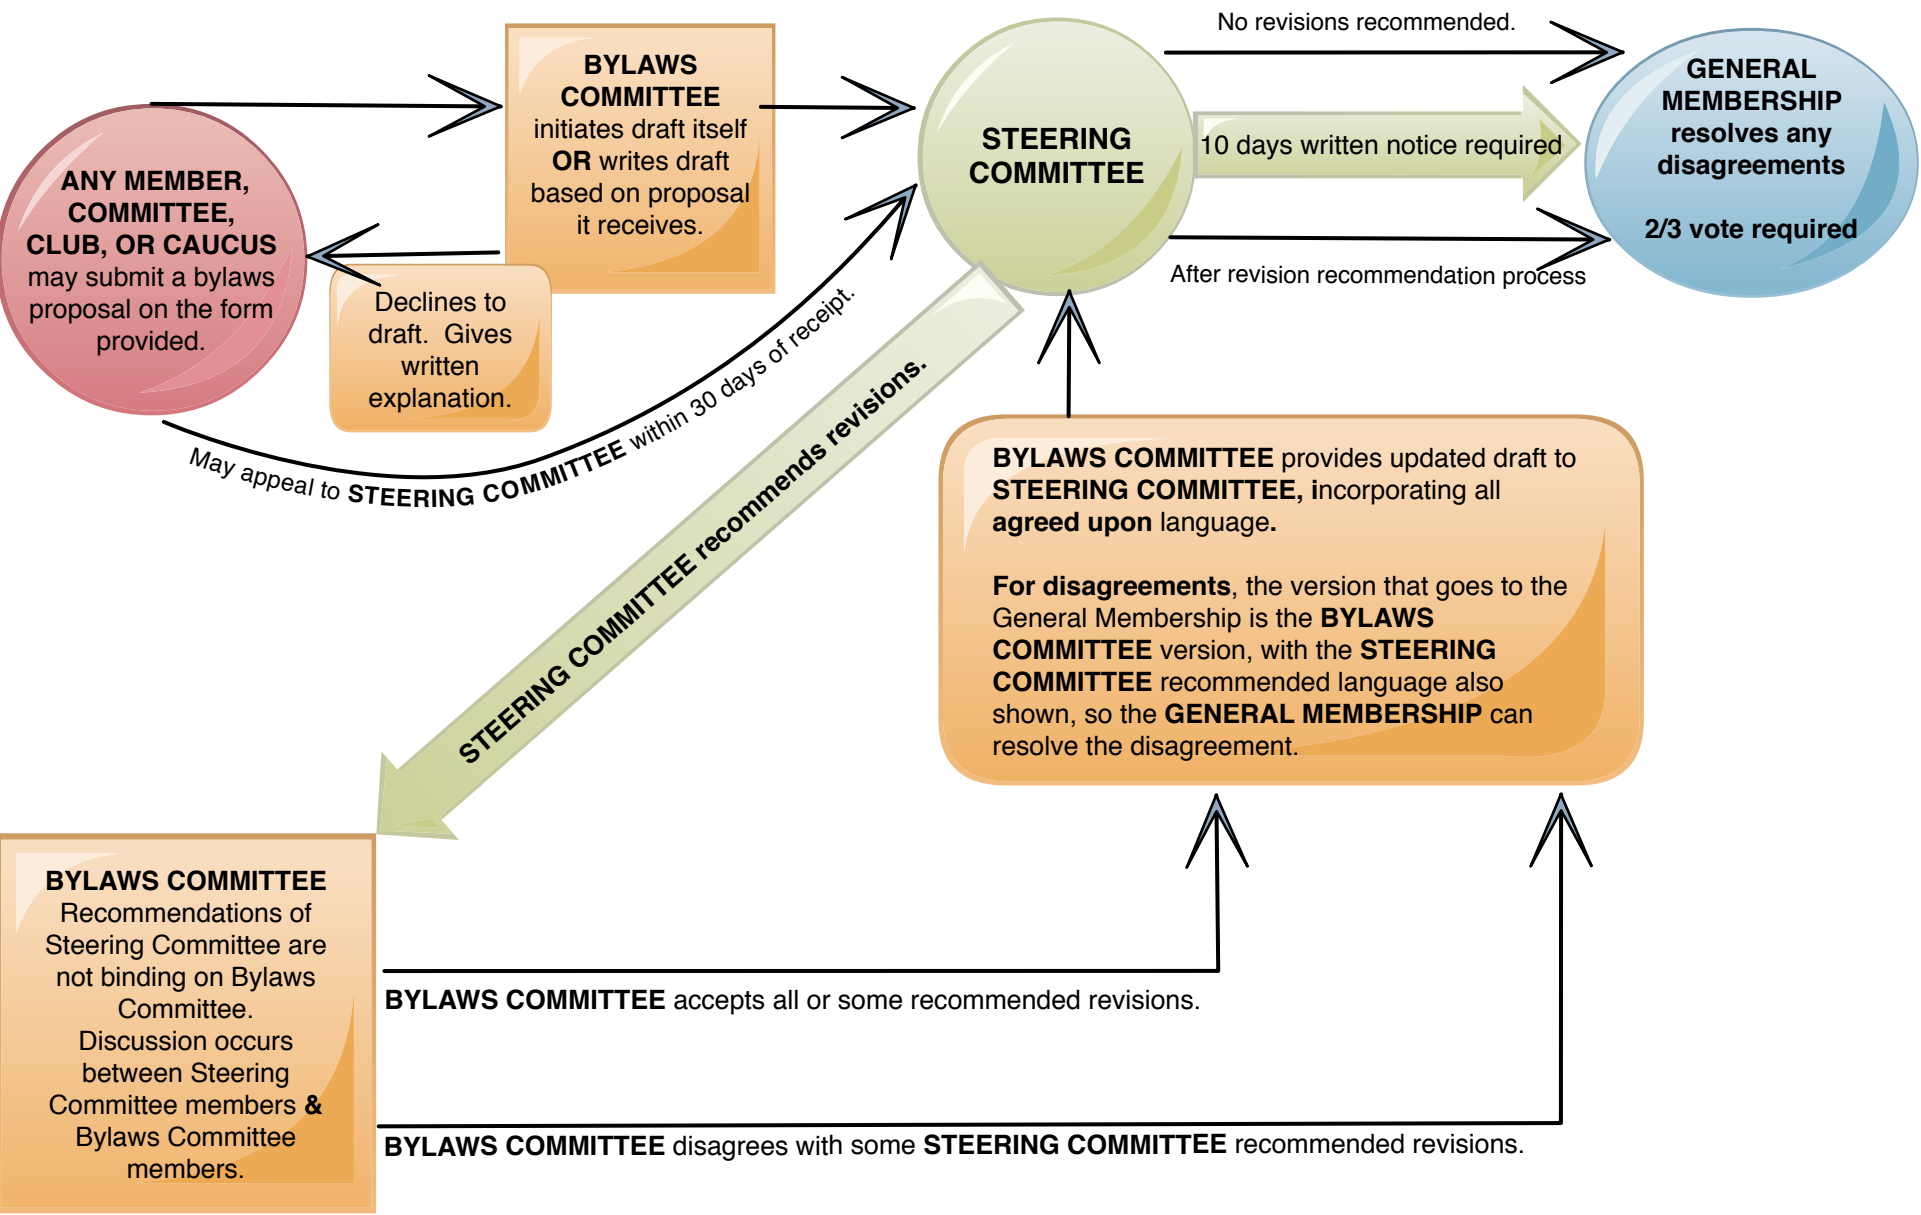 No revisions recommended.
BYLAWS
COMMITTEE
initiates draft itself
OR writes draft
based on proposal
it receives.
GENERAL
MEMBERSHIP
resolves any
disagreements
2/3 vote required
STEERING
COMMITTEE
10 days written notice required
ANY MEMBER,
COMMITTEE,
CLUB, OR CAUCUS
may submit a bylaws
proposal on the form
provided.
After revision recommendation process
Declines to
draft. Gives
written
explanation.
May appeal to STEERING COMMITTEE within 30 days of receipt.
STEERING COMMITTEE recommends revisions.
BYLAWS COMMITTEE provides updated draft to
STEERING COMMITTEE, incorporating all
agreed upon language.
For disagreements, the version that goes to the
General Membership is the BYLAWS
COMMITTEE version, with the STEERING
COMMITTEE recommended language also
shown, so the GENERAL MEMBERSHIP can
resolve the disagreement.
BYLAWS COMMITTEE
Recommendations of
Steering Committee are
not binding on Bylaws
Committee.
Discussion occurs
between Steering
Committee members &
Bylaws Committee
members.
BYLAWS COMMITTEE accepts all or some recommended revisions.
BYLAWS COMMITTEE disagrees with some STEERING COMMITTEE recommended revisions.